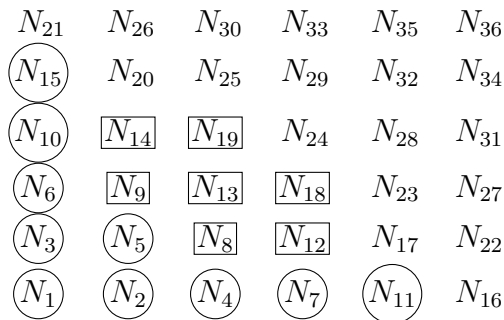 N₂₁ N₂₆ N₃₀ N₃₃ N₃₅ N₃₆
N₁₅ N₂₀ N₂₅ N₂₉ N₃₂ N₃₄
N₁₀ N₁₄ N₁₉ N₂₄ N₂₈ N₃₁
N₆ N₉ N₁₃ N₁₈ N₂₃ N₂₇
N₃ N₅ N₈ N₁₂ N₁₇ N₂₂
N₁ N₂ N₄ N₇ N₁₁ N₁₆